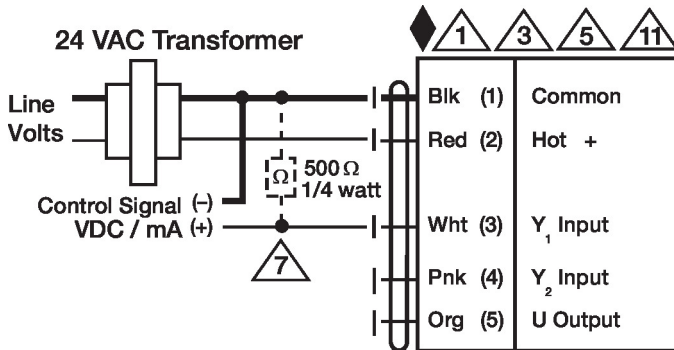 24 VAC Transformer
1 3 5 11
Line
Volts
Blk (1) Common
Red (2) Hot +
Ω 500 Ω
1/4 watt
Control Signal (−)
VDC / mA (+)
Wht (3) Y₁ Input
7
Pnk (4) Y₂ Input
Org (5) U Output